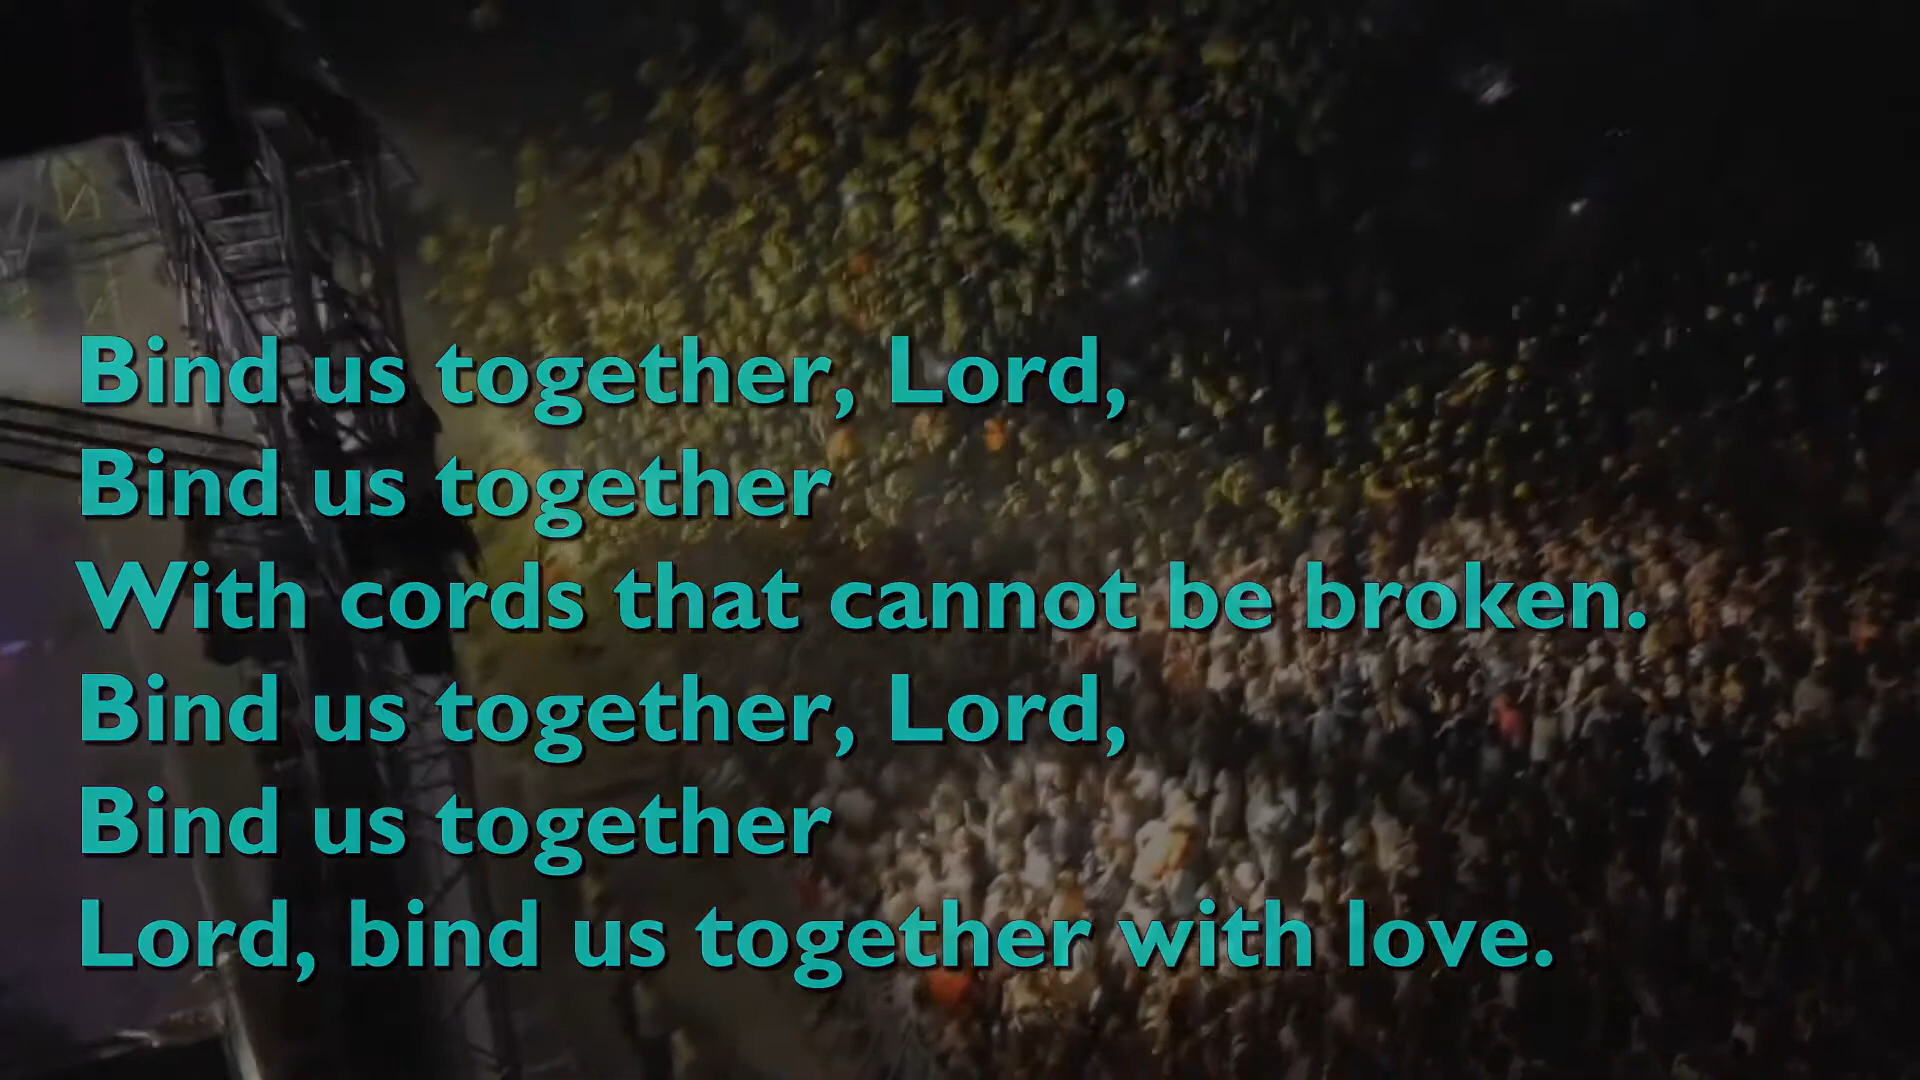 Bind us together, Lord,
Bind us together
With cords that cannot be broken.
Bind us together, Lord,
Bind us together
Lord, bind us together with love.